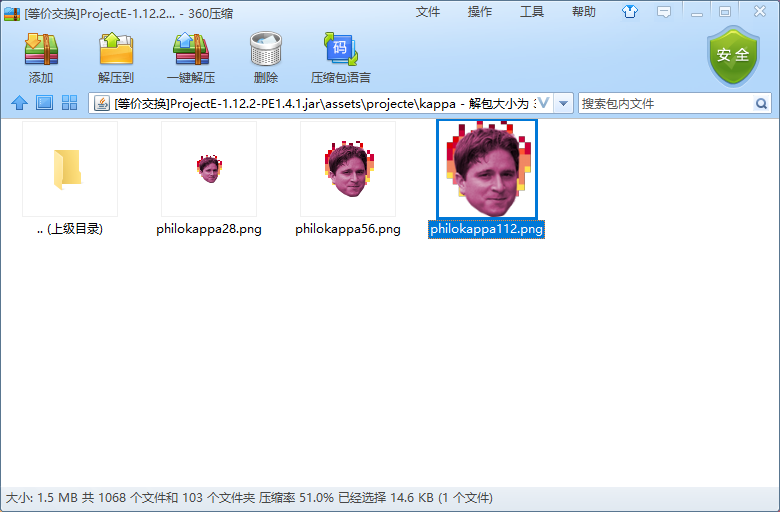 [等价交换]ProjectE-1.12.2... - 360压缩
文件 操作 工具 帮助
添加 解压到 一键解压 删除 码 压缩包语言 安全
[等价交换]ProjectE-1.12.2-PE1.4.1.jar\assets\projecte\kappa - 解包大小为 搜索包内文件
.. (上级目录) philokappa28.png philokappa56.png philokappa112.png
大小: 1.5 MB 共 1068 个文件和 103 个文件夹 压缩率 51.0% 已经选择 14.6 KB (1 个文件)